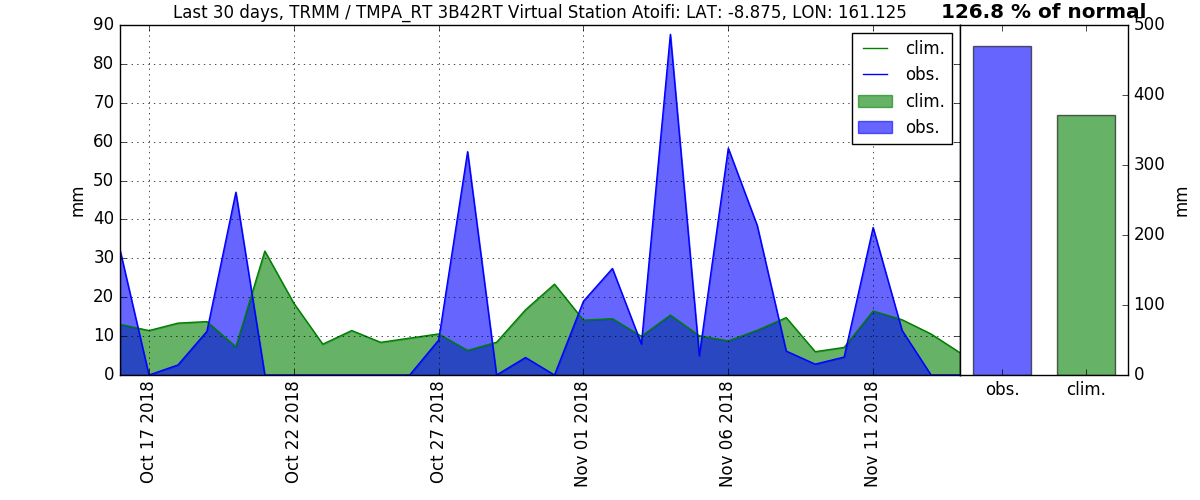 Last 30 days, TRMM / TMPA_RT 3B42RT Virtual Station Atoifi: LAT: -8.875, LON: 161.125
126.8 % of normal
90
80
70
60
50
40
30
20
10
0
mm
clim.
obs.
clim.
obs.
Oct 17 2018
Oct 22 2018
Oct 27 2018
Nov 01 2018
Nov 06 2018
Nov 11 2018
500
400
300
200
100
0
mm
obs.
clim.